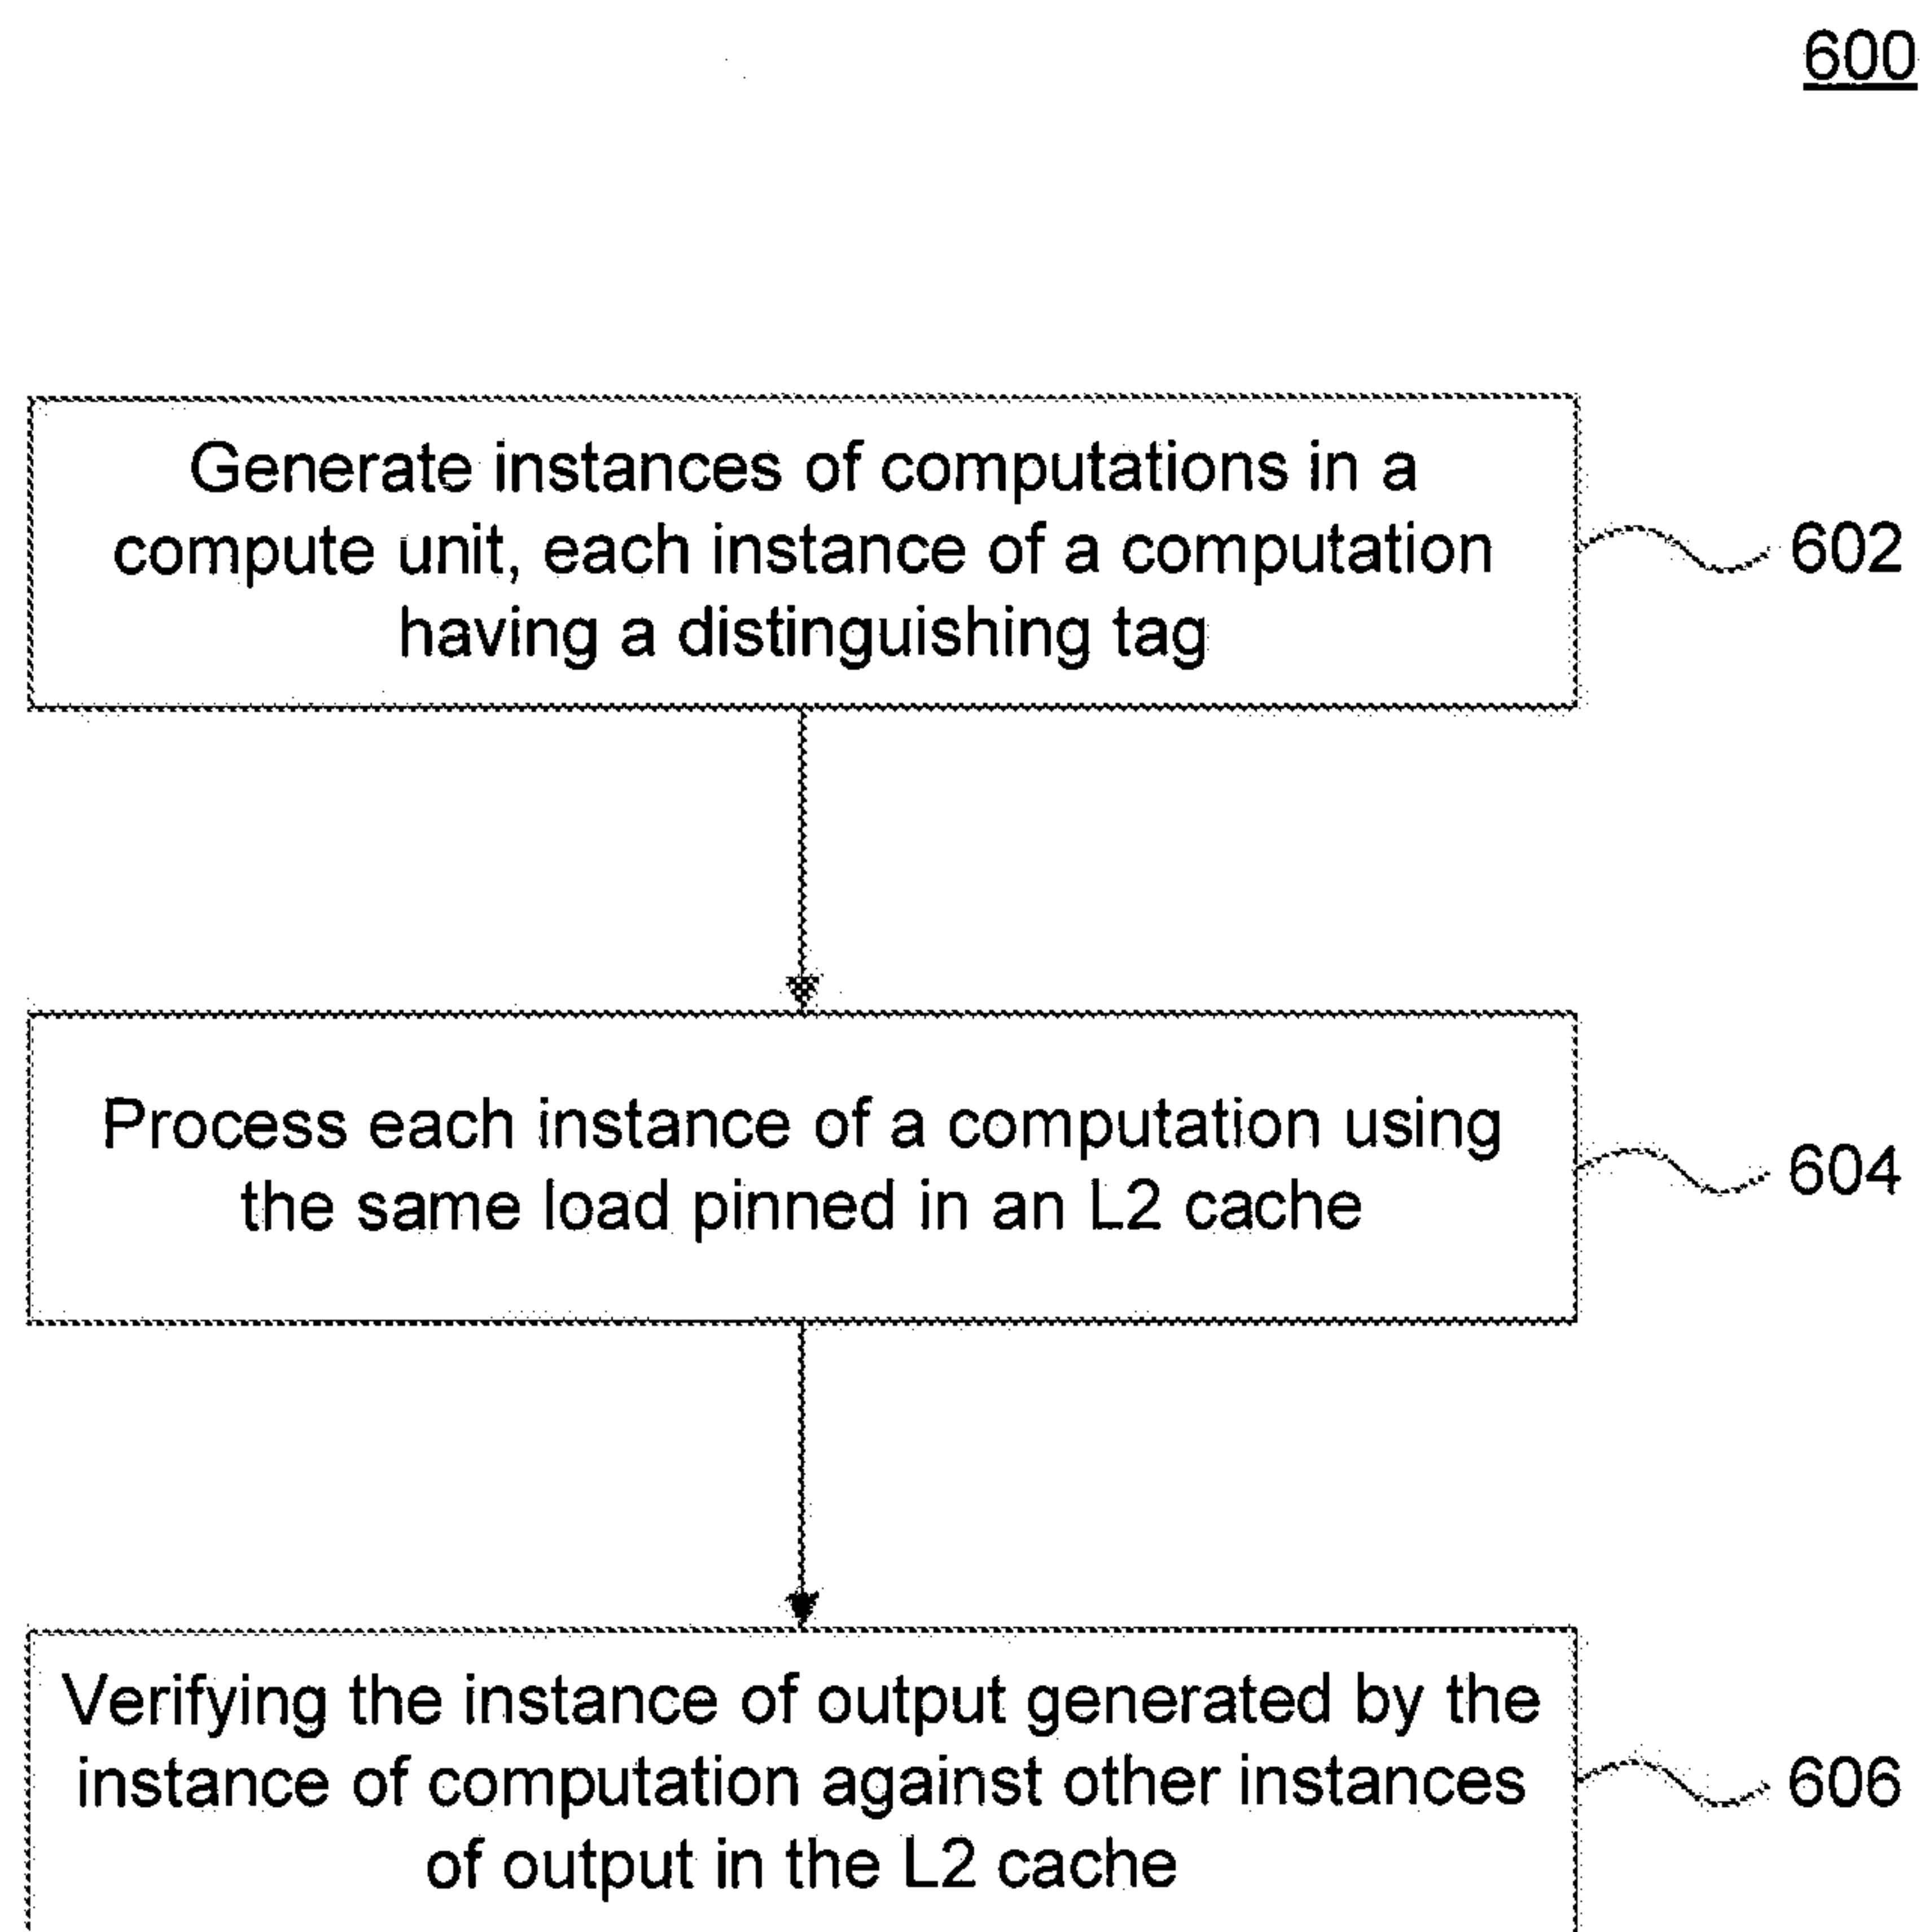 600
Generate instances of computations in a
compute unit, each instance of a computation
having a distinguishing tag
602
Process each instance of a computation using
the same load pinned in an L2 cache
604
Verifying the instance of output generated by the
instance of computation against other instances
of output in the L2 cache
606